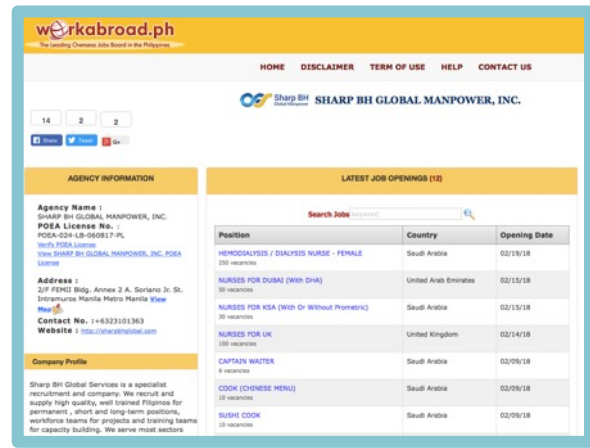 workabroad.ph
The Leading Overseas Jobs Board in the Philippines
HOME DISCLAIMER TERM OF USE HELP CONTACT US
Sharp BH
Global Manpower
SHARP BH GLOBAL MANPOWER, INC.
14 2 2
Share Tweet G+
AGENCY INFORMATION
Agency Name :
SHARP BH GLOBAL MANPOWER, INC.
POEA License No. :
POEA-024-LB-060817-PL
Verify POEA License
View SHARP BH GLOBAL MANPOWER, INC. POEA
License
Address :
2/F FEMII Bldg. Annex 2 A. Soriano Jr. St.
Intramuros Manila Metro Manila View
Map
Contact No. :+6323101363
Website : http://sharpbhglobal.com
Company Profile
Sharp BH Global Services is a specialist
recruitment and company. We recruit and
supply high quality, well trained Filipinos for
permanent , short and long-term positions,
workforce teams for projects and training teams
for capacity building. We serve most sectors
LATEST JOB OPENINGS (12)
Search Jobs keyword
Position Country Opening Date
HEMODIALYSIS / DIALYSIS NURSE - FEMALE Saudi Arabia 02/19/18
250 vacancies
NURSES FOR DUBAI (With DHA) United Arab Emirates 02/15/18
50 vacancies
NURSES FOR KSA (With Or Without Prometric) Saudi Arabia 02/15/18
30 vacancies
NURSES FOR UK United Kingdom 02/14/18
100 vacancies
CAPTAIN WAITER Saudi Arabia 02/09/18
6 vacancies
COOK (CHINESE MENU) Saudi Arabia 02/09/18
10 vacancies
SUSHI COOK Saudi Arabia 02/09/18
10 vacancies